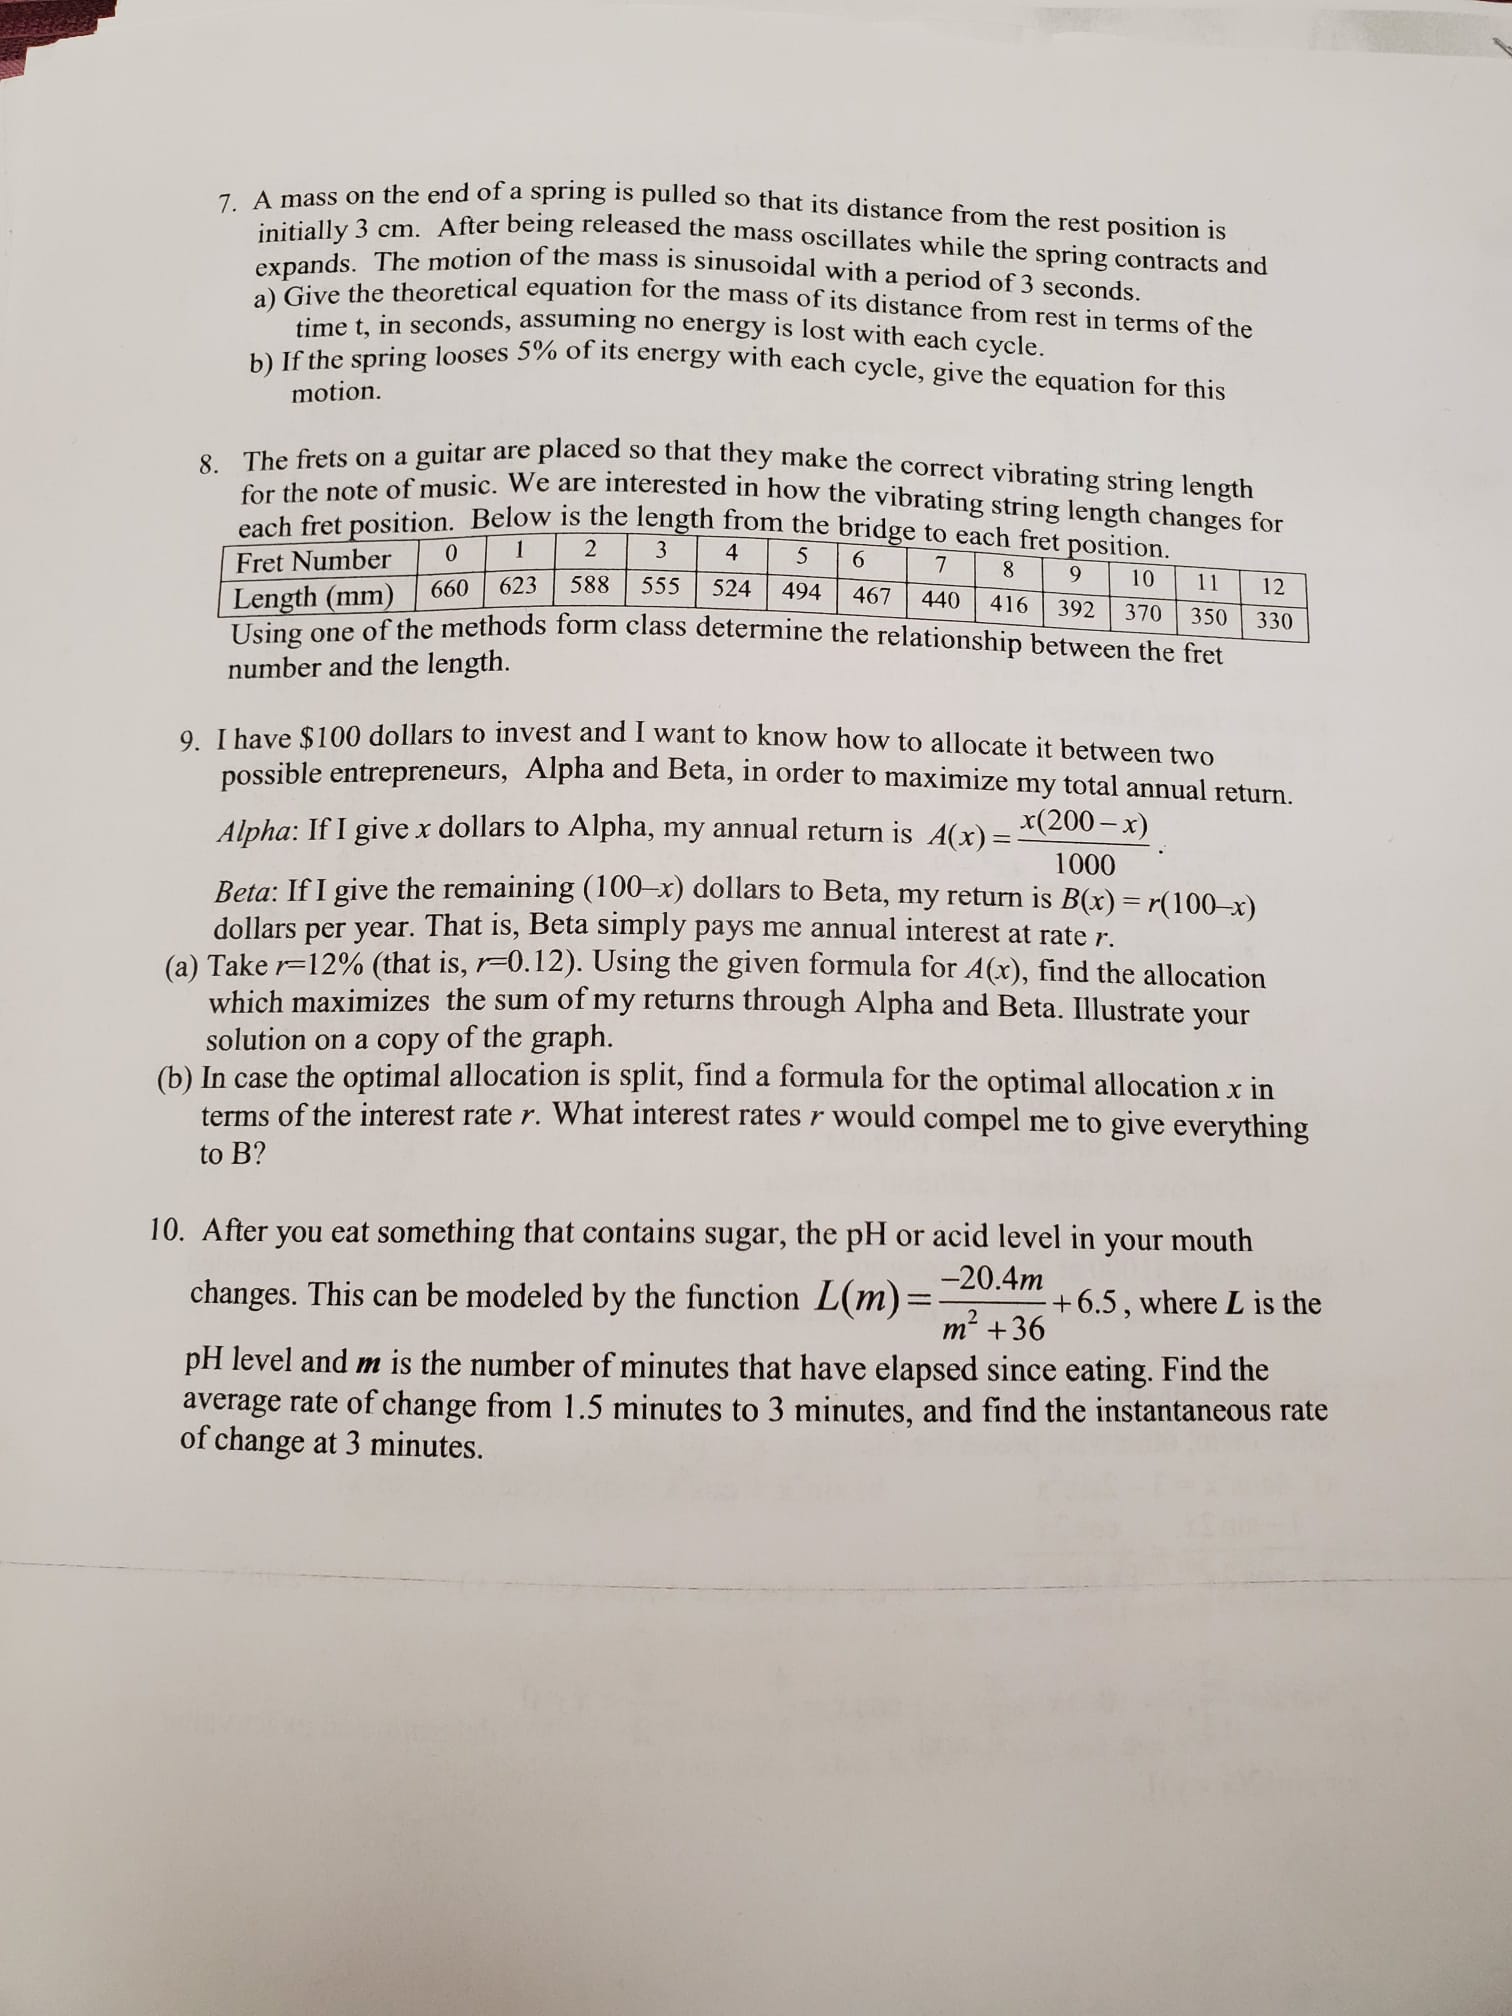 7. A mass on the end of a spring is pulled so that its distance from the rest position is
initially 3 cm. After being released the mass oscillates while the spring contracts and
expands. The motion of the mass is sinusoidal with a period of 3 seconds.
a) Give the theoretical equation for the mass of its distance from rest in terms of the
time t, in seconds, assuming no energy is lost with each cycle.
b) If the spring looses 5% of its energy with each cycle, give the equation for this
motion.
8. The frets on a guitar are placed so that they make the correct vibrating string length
for the note of music. We are interested in how the vibrating string length changes for
each fret position. Below is the length from the bridge to each fret position.
Fret Number 0 1 2 3 4 5 6 7 8 9 10 11 12
Length (mm) 660 623 588 555 524 494 467 440 416 392 370 350 330
Using one of the methods form class determine the relationship between the fret
number and the length.
9. I have $100 dollars to invest and I want to know how to allocate it between two
possible entrepreneurs, Alpha and Beta, in order to maximize my total annual return.
Alpha: If I give x dollars to Alpha, my annual return is A(x) = x(200 – x) / 1000 .
Beta: If I give the remaining (100–x) dollars to Beta, my return is B(x) = r(100–x)
dollars per year. That is, Beta simply pays me annual interest at rate r.
(a) Take r=12% (that is, r=0.12). Using the given formula for A(x), find the allocation
which maximizes the sum of my returns through Alpha and Beta. Illustrate your
solution on a copy of the graph.
(b) In case the optimal allocation is split, find a formula for the optimal allocation x in
terms of the interest rate r. What interest rates r would compel me to give everything
to B?
10. After you eat something that contains sugar, the pH or acid level in your mouth
changes. This can be modeled by the function L(m) = –20.4m / m² + 36 + 6.5 , where L is the
pH level and m is the number of minutes that have elapsed since eating. Find the
average rate of change from 1.5 minutes to 3 minutes, and find the instantaneous rate
of change at 3 minutes.